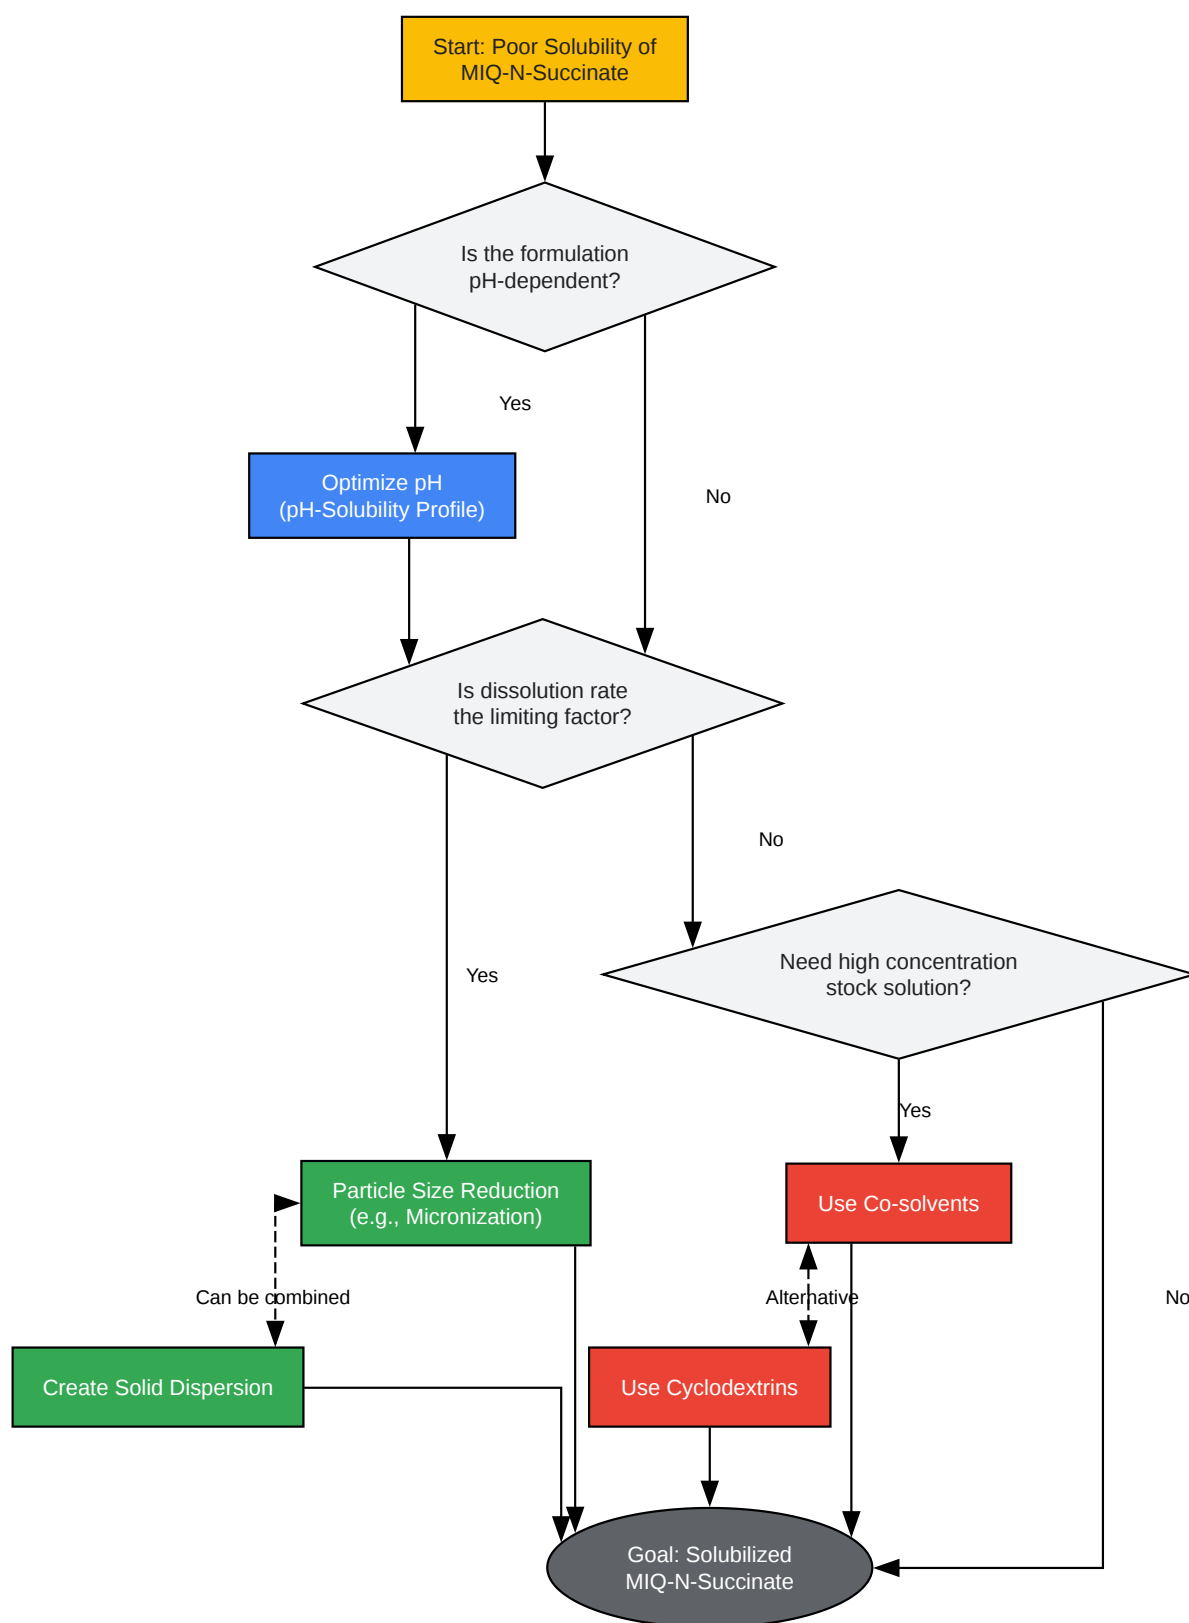 Start: Poor Solubility of
MIQ-N-Succinate
Is the formulation
pH-dependent?
Yes
Optimize pH
(pH-Solubility Profile)
No
Is dissolution rate
the limiting factor?
No
Need high concentration
stock solution?
Yes
Yes
Particle Size Reduction
(e.g., Micronization)
Use Co-solvents
Can be combined
Alternative
No
Create Solid Dispersion
Use Cyclodextrins
Goal: Solubilized
MIQ-N-Succinate